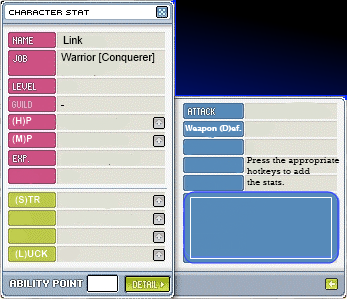 CHARACTER STAT
NAME Link
JOB Warrior [Conquerer]
LEVEL
GUILD -
(H)P
(M)P
EXP.
(S)TR
(L)UCK
ABILITY POINT DETAIL
ATTACK
Weapon (D)ef.
Press the appropriate
hotkeys to add
the stats.